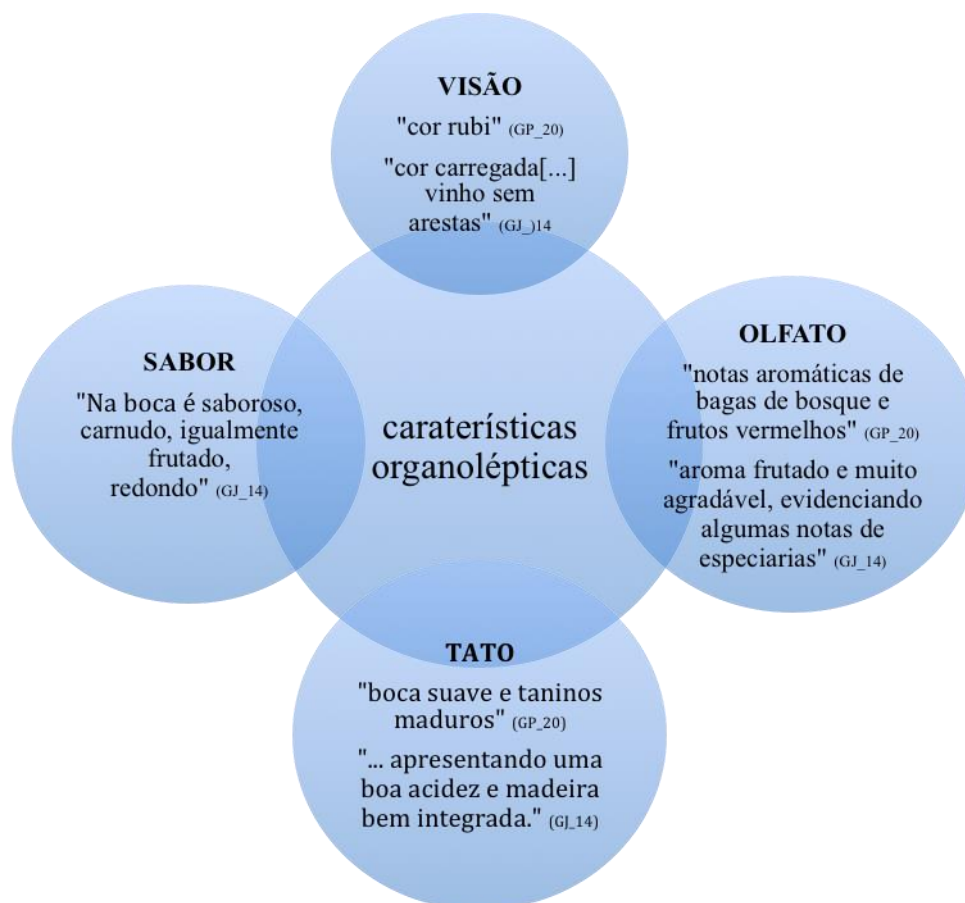 VISÃO
"cor rubi" (GP_20)
"cor carregada[...]
vinho sem
arestas" (GJ_)14
SABOR
"Na boca é saboroso,
carnudo, igualmente
frutado,
redondo" (GJ_14)
caraterísticas
organolépticas
OLFATO
"notas aromáticas de
bagas de bosque e
frutos vermelhos" (GP_20)
"aroma frutado e muito
agradável, evidenciando
algumas notas de
especiarias" (GJ_14)
TATO
"boca suave e taninos
maduros" (GP_20)
"... apresentando uma
boa acidez e madeira
bem integrada." (GJ_14)